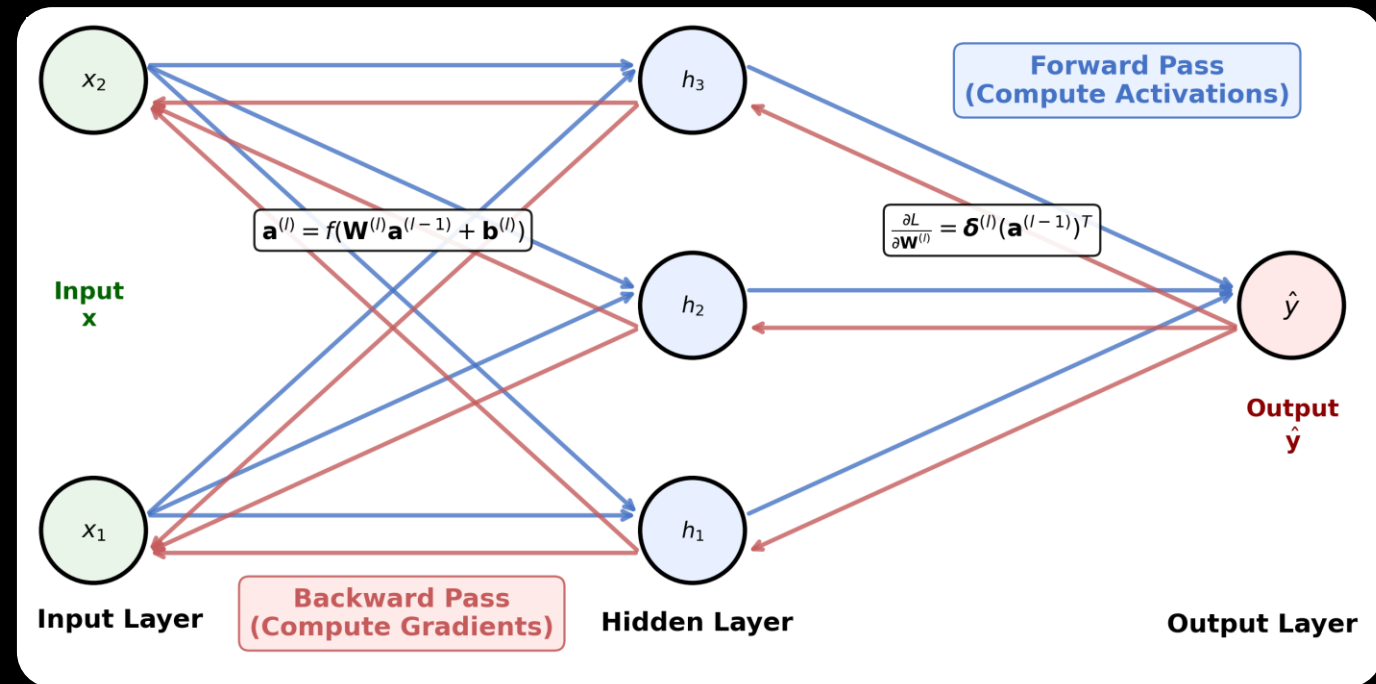 x₂
h₃
Forward Pass
(Compute Activations)
a⁽ˡ⁾ = f(W⁽ˡ⁾a⁽ˡ⁻¹⁾ + b⁽ˡ⁾)
∂L/∂W⁽ˡ⁾ = δ⁽ˡ⁾(a⁽ˡ⁻¹⁾)ᵀ
Input
x
h₂
ŷ
Output
ŷ
x₁
h₁
Backward Pass
(Compute Gradients)
Input Layer
Hidden Layer
Output Layer